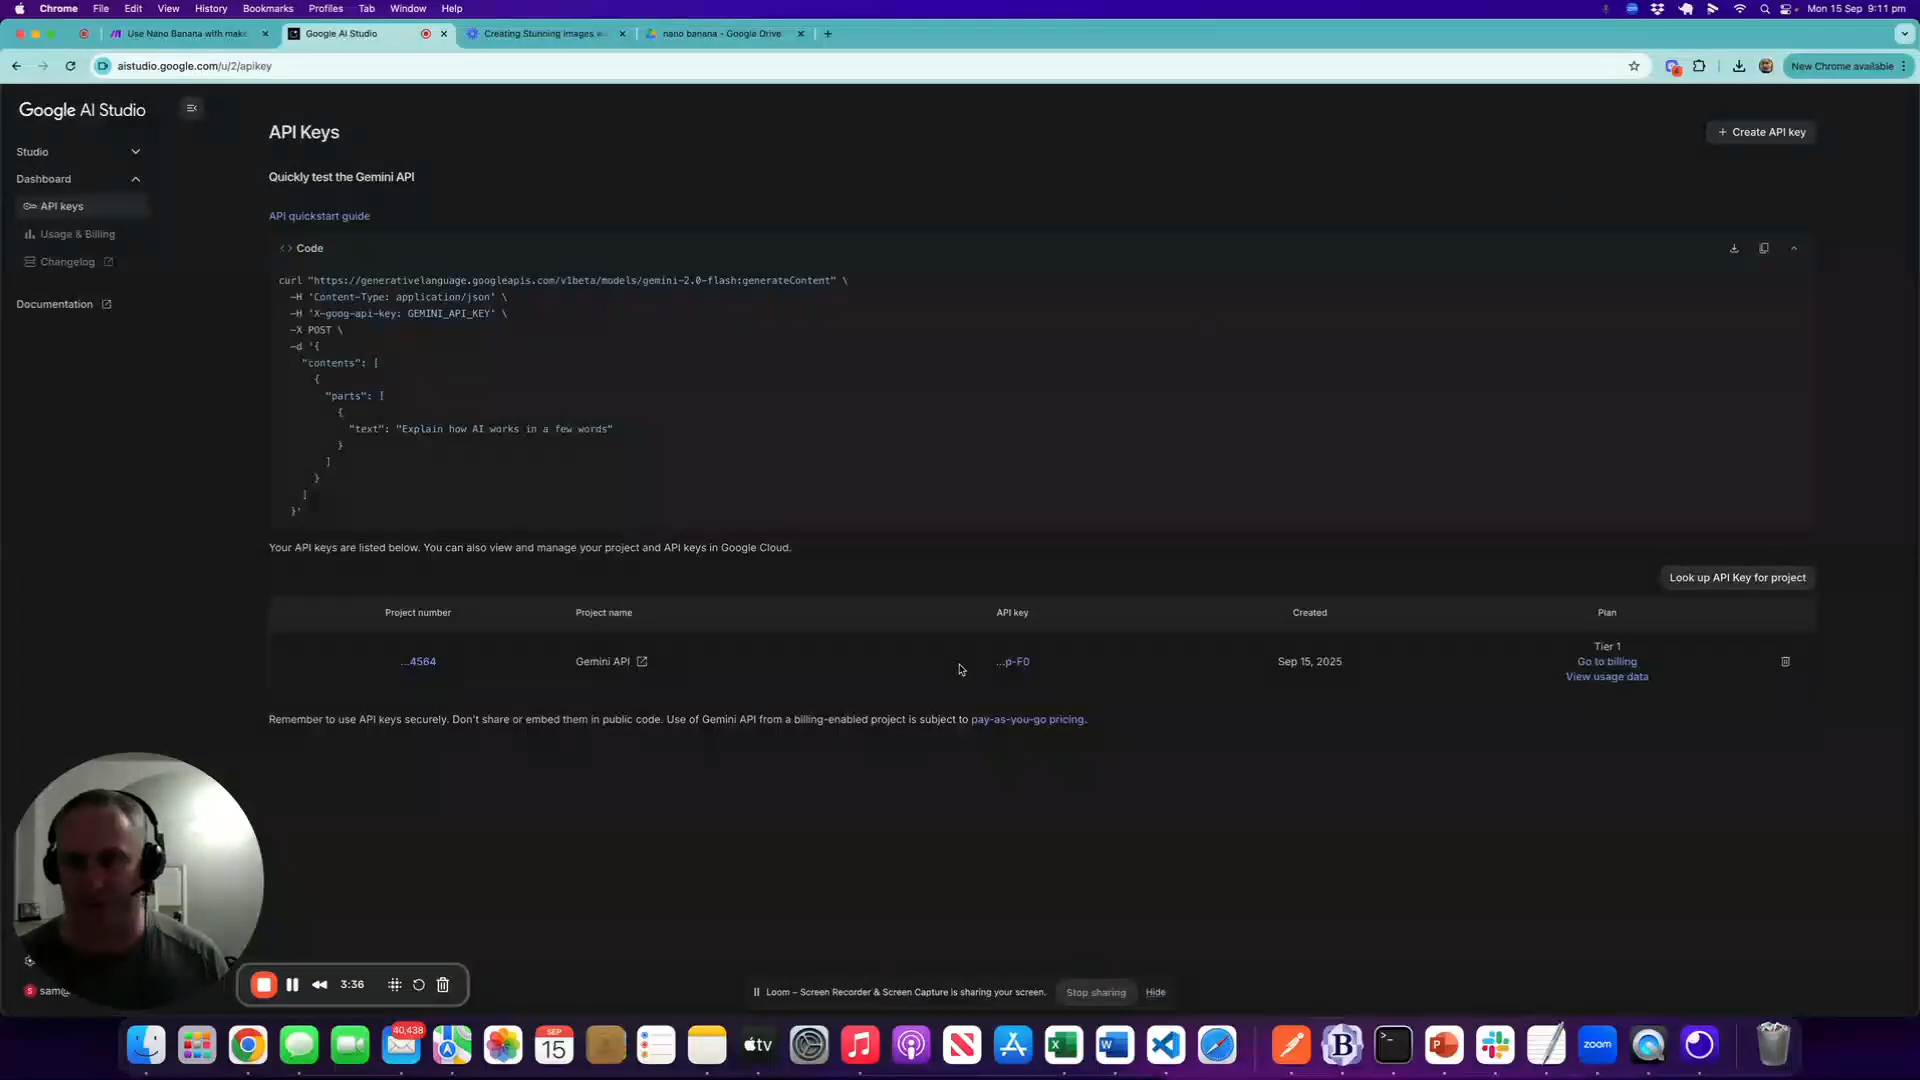 Chrome File Edit View History Bookmarks Profiles Tab Window Help
Mon 15 Sep 9:11 pm
Use Nano Banana with make
Google AI Studio
Creating Stunning Images w
nano banana - Google Drive
aistudio.google.com/u/2/apikey
New Chrome available
Google AI Studio
API Keys
Create API key
Studio
Dashboard
API keys
Usage & Billing
Changelog
Documentation
Quickly test the Gemini API
API quickstart guide
<> Code
curl "https://generativelanguage.googleapis.com/v1beta/models/gemini-2.0-flash:generateContent" \
-H 'Content-Type: application/json' \
-H 'X-goog-api-key: GEMINI_API_KEY' \
-X POST \
-d '{
"contents": [
{
"parts": [
{
"text": "Explain how AI works in a few words"
}
]
}
]
}'
Your API keys are listed below. You can also view and manage your project and API keys in Google Cloud.
Look up API Key for project
Project number Project name API key Created Plan
...4564 Gemini API ...p-F0 Sep 15, 2025 Tier 1
Go to billing
View usage data
Remember to use API keys securely. Don't share or embed them in public code. Use of Gemini API from a billing-enabled project is subject to pay-as-you-go pricing.
S sam@
3:36
Loom – Screen Recorder & Screen Capture is sharing your screen. Stop sharing Hide
40,438
SEP
15
tv
zoom